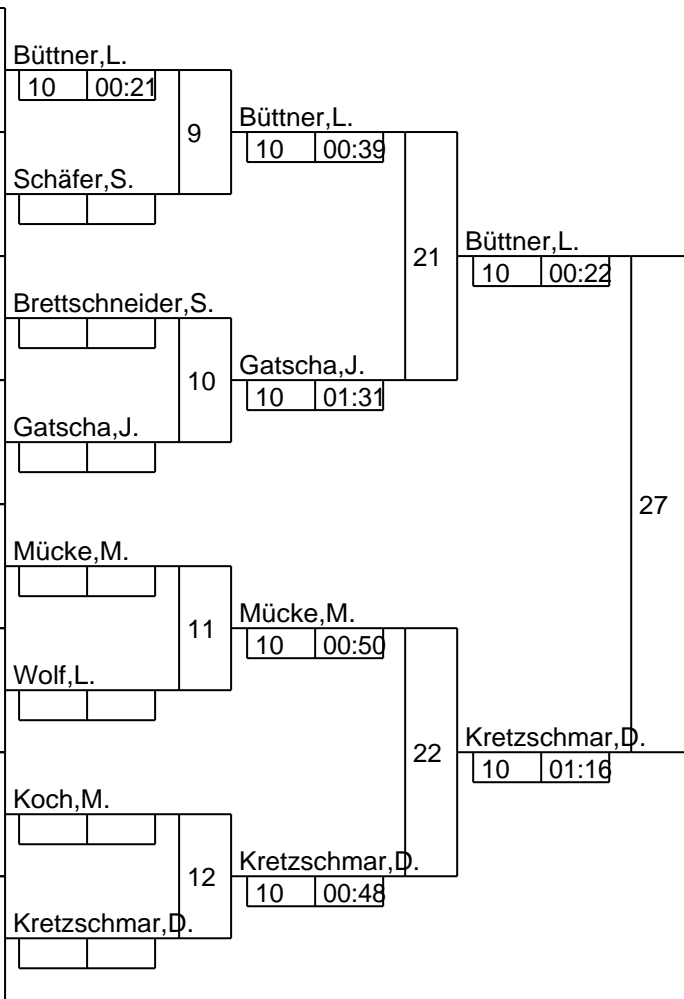 Büttner,L.
10 00:21
9
Büttner,L.
10 00:39
Schäfer,S.
21
Büttner,L.
10 00:22
Brettschneider,S.
10
Gatscha,J.
10 01:31
Gatscha,J.
27
Mücke,M.
11
Mücke,M.
10 00:50
Wolf,L.
22
Kretzschmar,D.
10 01:16
Koch,M.
12
Kretzschmar,D.
10 00:48
Kretzschmar,D.